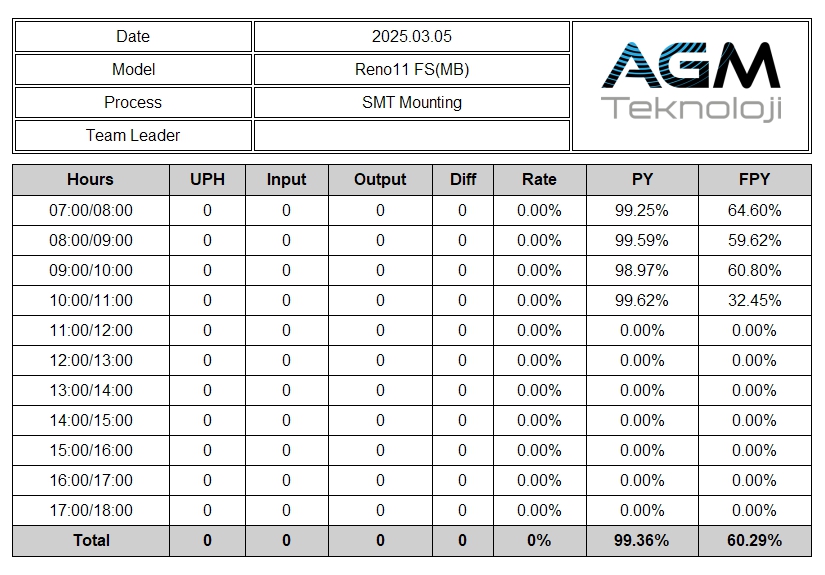 Date 2025.03.05
Model Reno11 FS(MB)
Process SMT Mounting
Team Leader
AGM
Teknoloji
Hours UPH Input Output Diff Rate PY FPY
07:00/08:00 0 0 0 0 0.00% 99.25% 64.60%
08:00/09:00 0 0 0 0 0.00% 99.59% 59.62%
09:00/10:00 0 0 0 0 0.00% 98.97% 60.80%
10:00/11:00 0 0 0 0 0.00% 99.62% 32.45%
11:00/12:00 0 0 0 0 0.00% 0.00% 0.00%
12:00/13:00 0 0 0 0 0.00% 0.00% 0.00%
13:00/14:00 0 0 0 0 0.00% 0.00% 0.00%
14:00/15:00 0 0 0 0 0.00% 0.00% 0.00%
15:00/16:00 0 0 0 0 0.00% 0.00% 0.00%
16:00/17:00 0 0 0 0 0.00% 0.00% 0.00%
17:00/18:00 0 0 0 0 0.00% 0.00% 0.00%
Total 0 0 0 0 0% 99.36% 60.29%